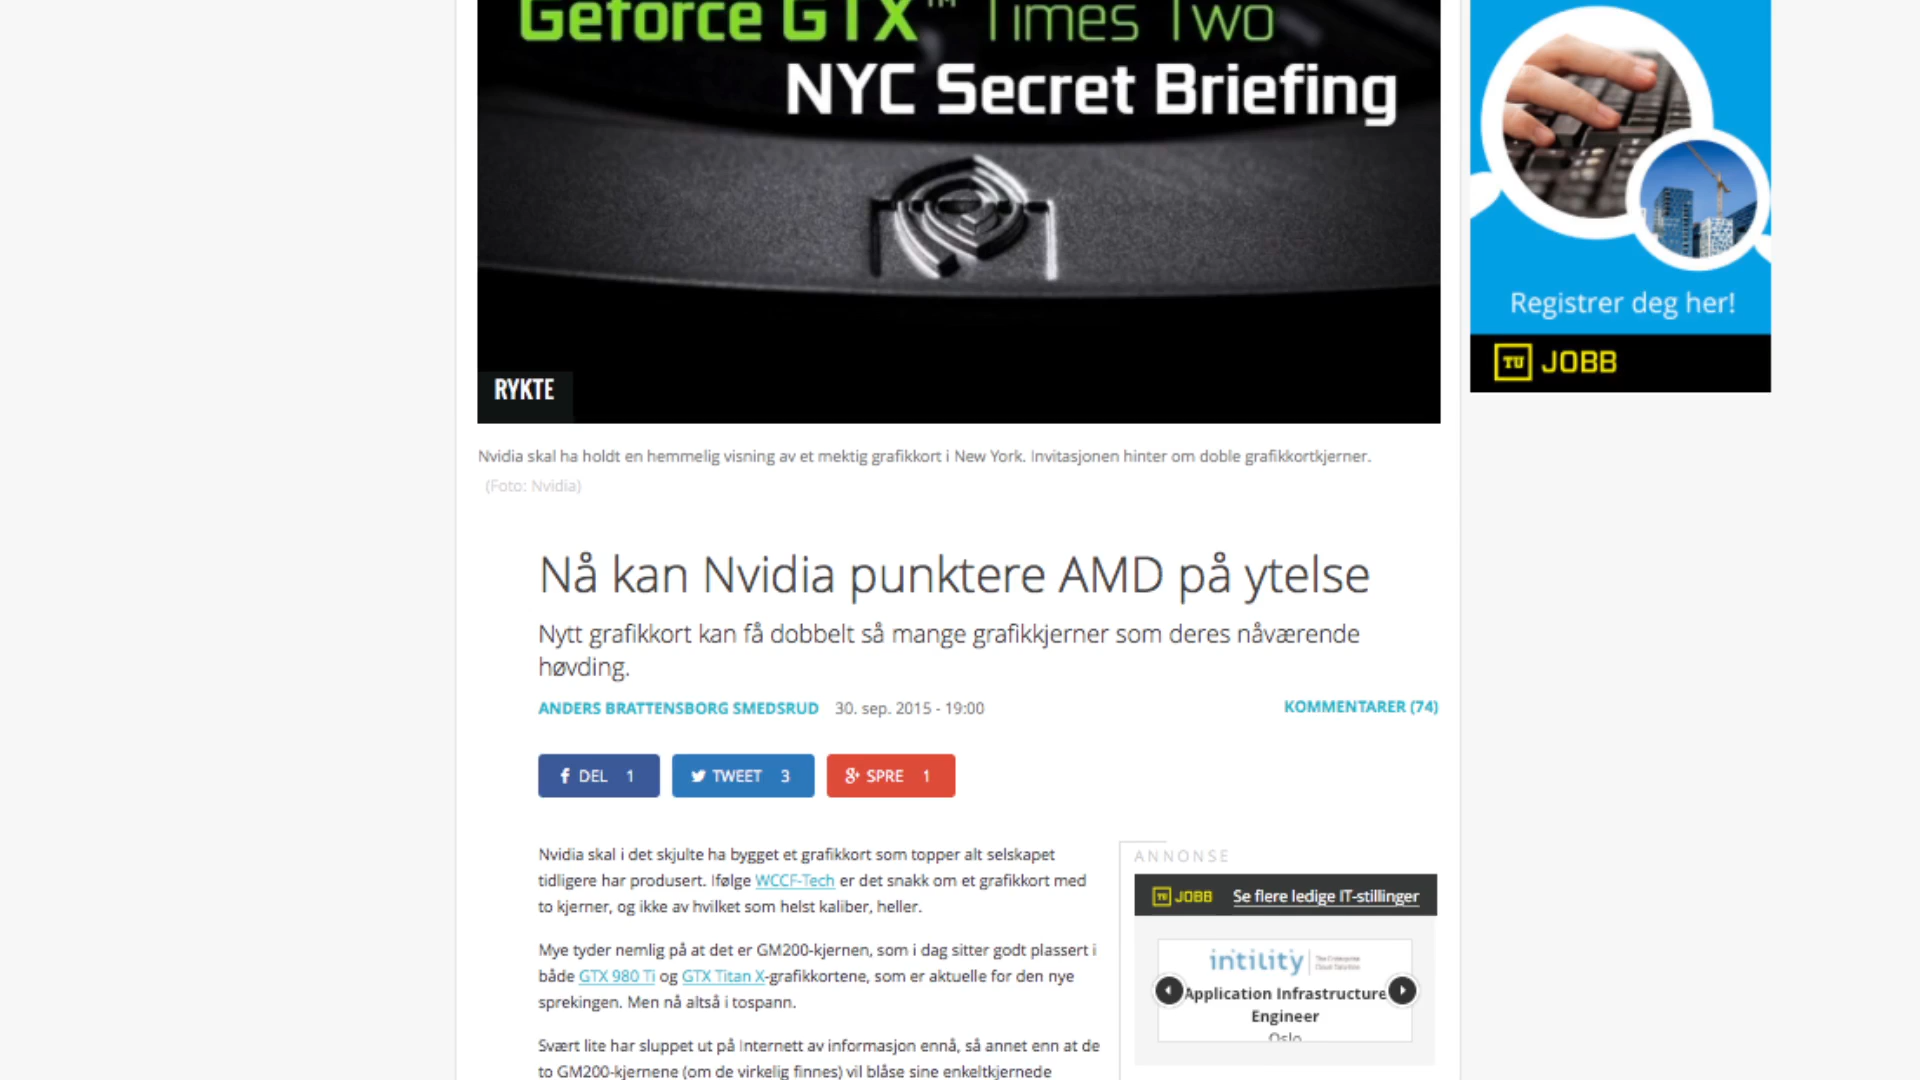 Geforce GTX™ Times Two
NYC Secret Briefing
RYKTE
Nvidia skal ha holdt en hemmelig visning av et mektig grafikkort i New York. Invitasjonen hinter om doble grafikkortkjerner.
(Foto: Nvidia)
Nå kan Nvidia punktere AMD på ytelse
Nytt grafikkort kan få dobbelt så mange grafikkjerner som deres nåværende
høvding.
ANDERS BRATTENSBORG SMEDSRUD 30. sep. 2015 - 19:00
KOMMENTARER (74)
DEL 1
TWEET 3
SPRE 1
Nvidia skal i det skjulte ha bygget et grafikkort som topper alt selskapet
tidligere har produsert. Ifølge WCCF-Tech er det snakk om et grafikkort med
to kjerner, og ikke av hvilket som helst kaliber, heller.
Mye tyder nemlig på at det er GM200-kjernen, som i dag sitter godt plassert i
både GTX 980 Ti og GTX Titan X-grafikkortene, som er aktuelle for den nye
sprekingen. Men nå altså i tospann.
Svært lite har sluppet ut på Internett av informasjon ennå, så annet enn at de
to GM200-kjernene (om de virkelig finnes) vil blåse sine enkeltkjernede
Registrer deg her!
TU JOBB
ANNONSE
TU JOBB Se flere ledige IT-stillinger
intility
Application Infrastructure
Engineer
Oslo